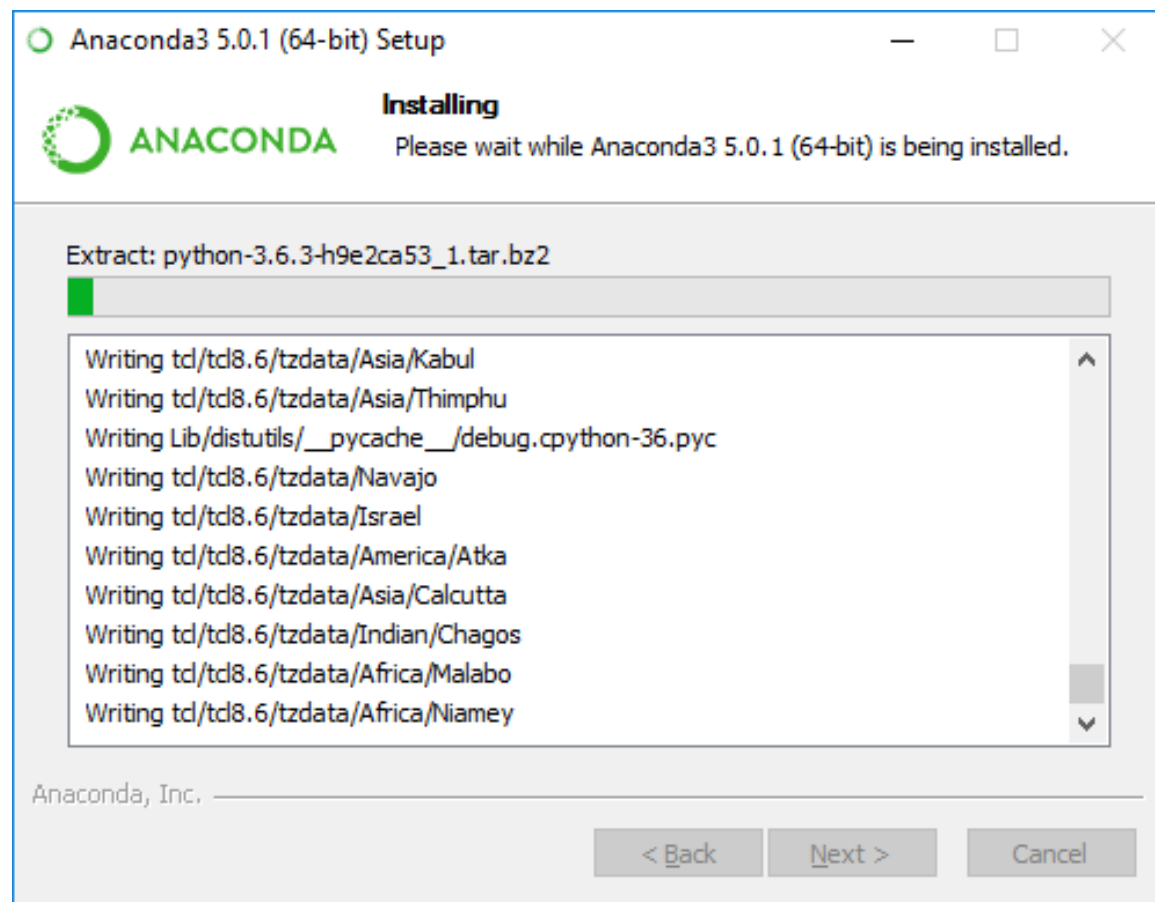 Anaconda3 5.0.1 (64-bit) Setup
ANACONDA
Installing
Please wait while Anaconda3 5.0.1 (64-bit) is being installed.
Extract: python-3.6.3-h9e2ca53_1.tar.bz2
Writing tcl/tcl8.6/tzdata/Asia/Kabul
Writing tcl/tcl8.6/tzdata/Asia/Thimphu
Writing Lib/distutils/__pycache__/debug.cpython-36.pyc
Writing tcl/tcl8.6/tzdata/Navajo
Writing tcl/tcl8.6/tzdata/Israel
Writing tcl/tcl8.6/tzdata/America/Atka
Writing tcl/tcl8.6/tzdata/Asia/Calcutta
Writing tcl/tcl8.6/tzdata/Indian/Chagos
Writing tcl/tcl8.6/tzdata/Africa/Malabo
Writing tcl/tcl8.6/tzdata/Africa/Niamey
Anaconda, Inc.
< Back Next > Cancel